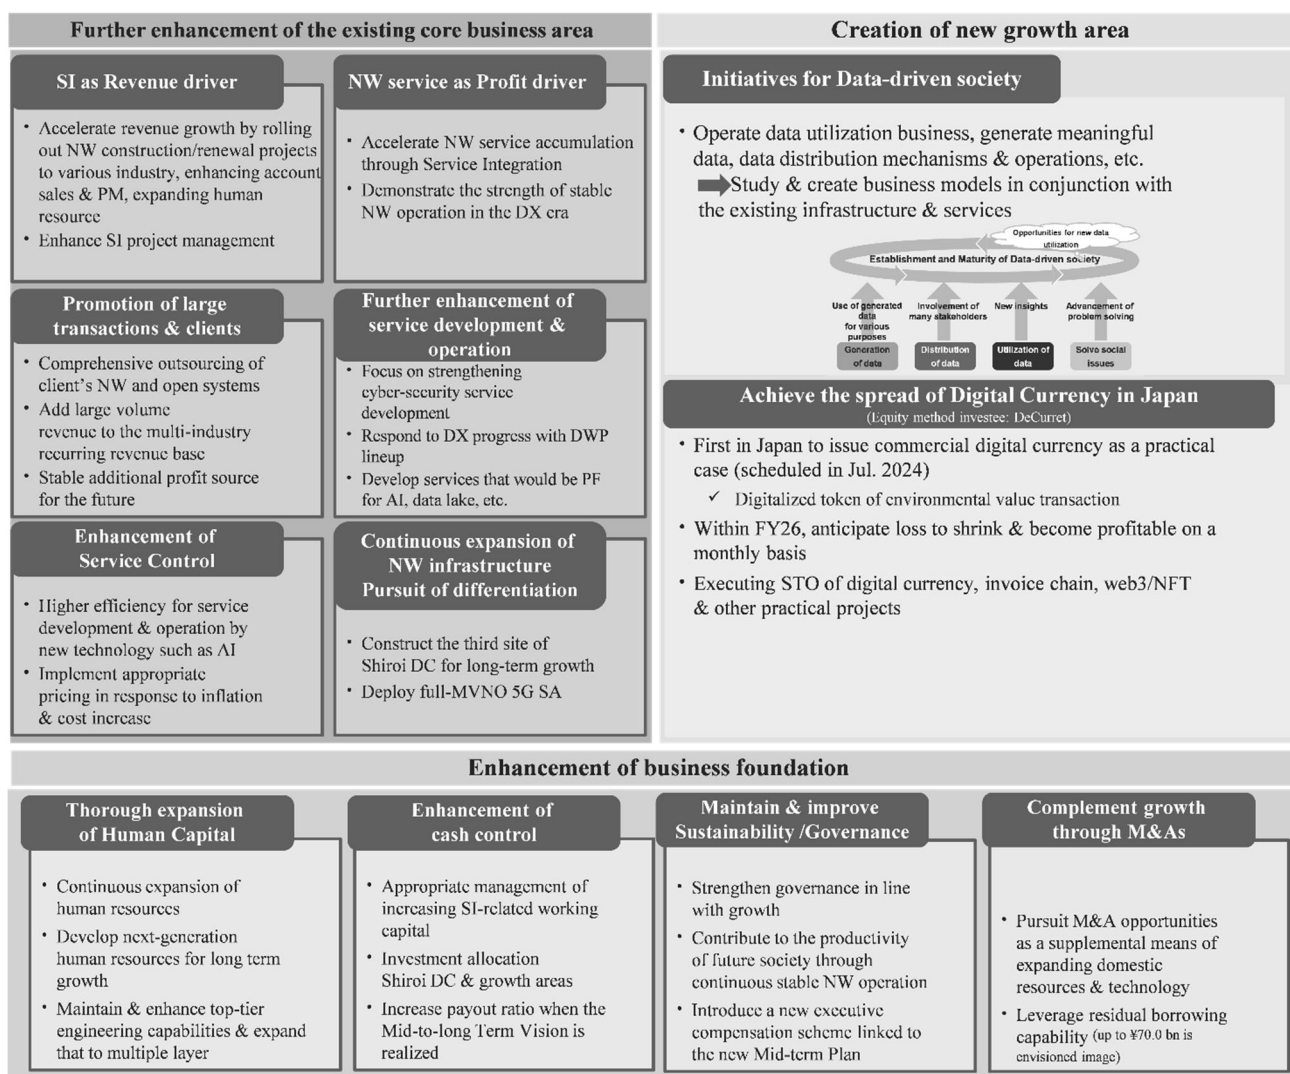 Further enhancement of the existing core business area
SI as Revenue driver
• Accelerate revenue growth by rolling
out NW construction/renewal projects
to various industry, enhancing account
sales & PM, expanding human
resource
• Enhance SI project management
NW service as Profit driver
• Accelerate NW service accumulation
through Service Integration
• Demonstrate the strength of stable
NW operation in the DX era
Promotion of large
transactions & clients
• Comprehensive outsourcing of
client's NW and open systems
• Add large volume
revenue to the multi-industry
recurring revenue base
• Stable additional profit source
for the future
Further enhancement of
service development &
operation
• Focus on strengthening
cyber-security service
development
• Respond to DX progress with DWP
lineup
• Develop services that would be PF
for AI, data lake, etc.
Enhancement of
Service Control
• Higher efficiency for service
development & operation by
new technology such as AI
• Implement appropriate
pricing in response to inflation
& cost increase
Continuous expansion of
NW infrastructure
Pursuit of differentiation
• Construct the third site of
Shiroi DC for long-term growth
• Deploy full-MVNO 5G SA
Creation of new growth area
Initiatives for Data-driven society
• Operate data utilization business, generate meaningful
data, data distribution mechanisms & operations, etc.
Study & create business models in conjunction with
the existing infrastructure & services
Opportunities for new data
utilization
Establishment and Maturity of Data-driven society
Use of generated
data
for various
purposes
Involvement of
many stakeholders
New insights
Advancement of
problem solving
Generation
of data
Distribution
of data
Utilization of
data
Solve social
issues
Achieve the spread of Digital Currency in Japan
(Equity method investee: DeCurret)
• First in Japan to issue commercial digital currency as a practical
case (scheduled in Jul. 2024)
✓ Digitalized token of environmental value transaction
• Within FY26, anticipate loss to shrink & become profitable on a
monthly basis
• Executing STO of digital currency, invoice chain, web3/NFT
& other practical projects
Enhancement of business foundation
Thorough expansion
of Human Capital
• Continuous expansion of
human resources
• Develop next-generation
human resources for long term
growth
• Maintain & enhance top-tier
engineering capabilities & expand
that to multiple layer
Enhancement of
cash control
• Appropriate management of
increasing SI-related working
capital
• Investment allocation
Shiroi DC & growth areas
• Increase payout ratio when the
Mid-to-long Term Vision is
realized
Maintain & improve
Sustainability /Governance
• Strengthen governance in line
with growth
• Contribute to the productivity
of future society through
continuous stable NW operation
• Introduce a new executive
compensation scheme linked to
the new Mid-term Plan
Complement growth
through M&As
• Pursuit M&A opportunities
as a supplemental means of
expanding domestic
resources & technology
• Leverage residual borrowing
capability (up to ¥70.0 bn is
envisioned image)